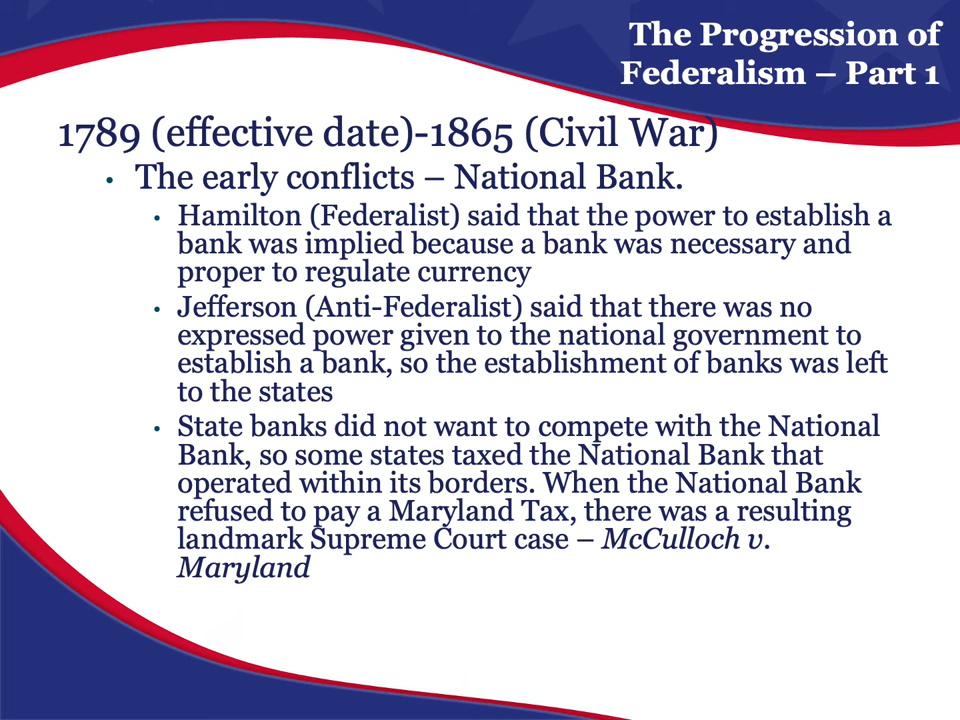 The Progression of
Federalism – Part 1
1789 (effective date)-1865 (Civil War)
• The early conflicts – National Bank.
• Hamilton (Federalist) said that the power to establish a
bank was implied because a bank was necessary and
proper to regulate currency
• Jefferson (Anti-Federalist) said that there was no
expressed power given to the national government to
establish a bank, so the establishment of banks was left
to the states
• State banks did not want to compete with the National
Bank, so some states taxed the National Bank that
operated within its borders. When the National Bank
refused to pay a Maryland Tax, there was a resulting
landmark Supreme Court case – McCulloch v.
Maryland